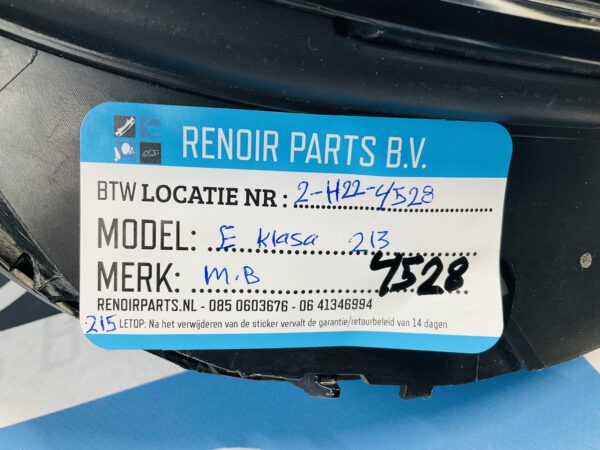 RENOIR PARTS B.V.
BTW LOCATIE NR : 2-H22-4528
MODEL: E klasa 213
MERK: M.B 4528
RENOIRPARTS.NL - 085 0603676 - 06 41346994
215 LETOP: Na het verwijderen van de sticker vervalt de garantie/retourbeleid van 14 dagen